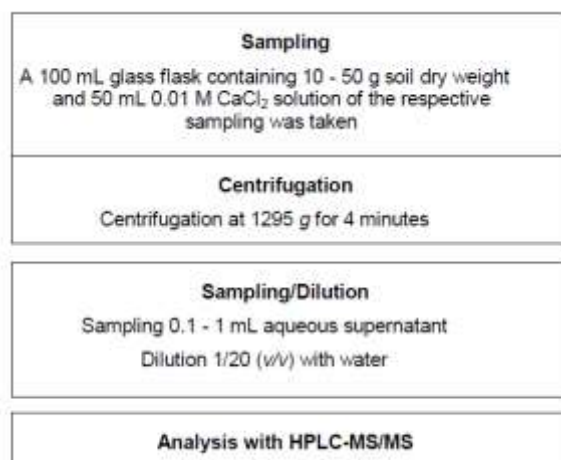 Sampling
A 100 mL glass flask containing 10 - 50 g soil dry weight
and 50 mL 0.01 M CaCl₂ solution of the respective
sampling was taken
Centrifugation
Centrifugation at 1295 g for 4 minutes
Sampling/Dilution
Sampling 0.1 - 1 mL aqueous supernatant
Dilution 1/20 (v/v) with water
Analysis with HPLC-MS/MS